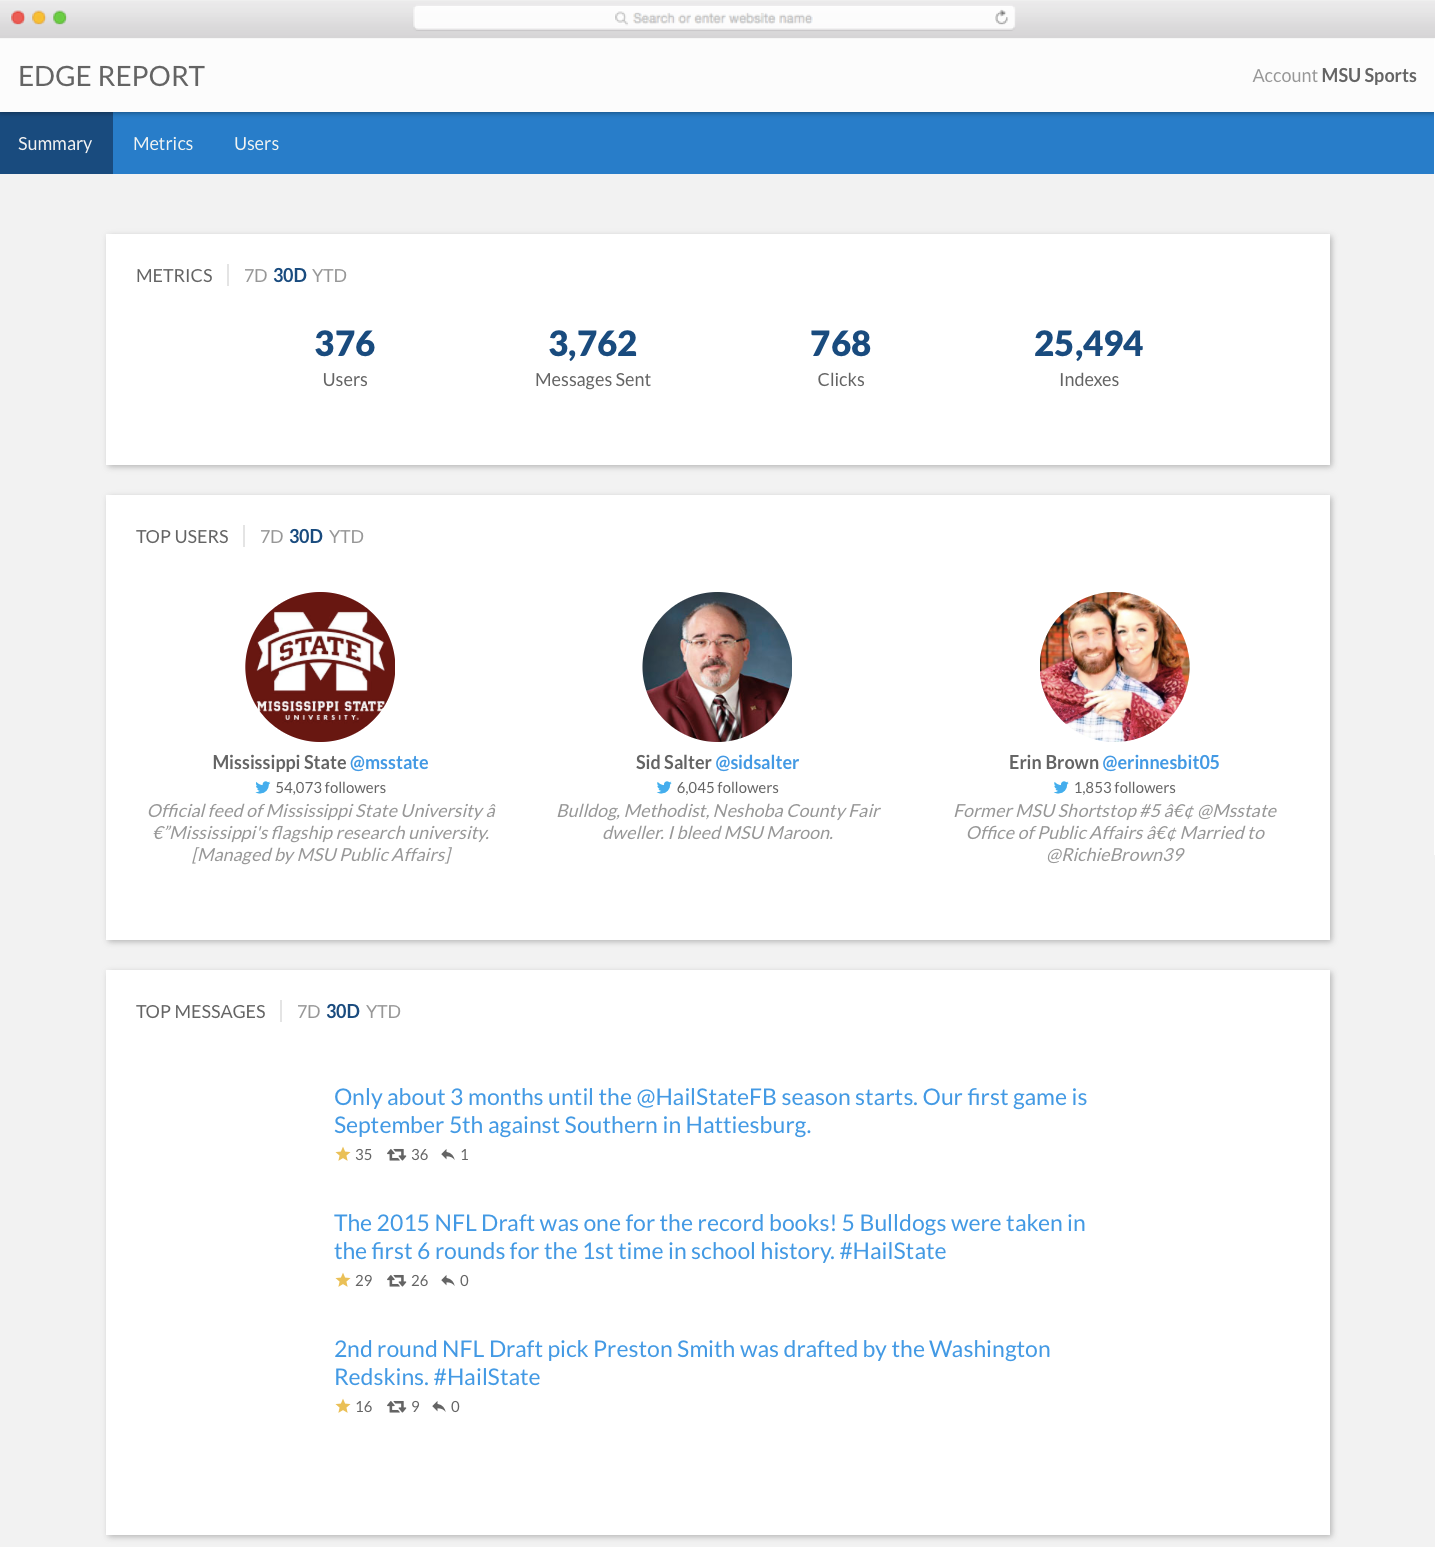 Search or enter website name
EDGE REPORT
Account MSU Sports
Summary Metrics Users
METRICS 7D 30D YTD
376 3,762 768 25,494
Users Messages Sent Clicks Indexes
TOP USERS 7D 30D YTD
STATE
MISSISSIPPI STATE
UNIVERSITY.
Mississippi State @msstate
54,073 followers
Official feed of Mississippi State University â
€”Mississippi's flagship research university.
[Managed by MSU Public Affairs]
Sid Salter @sidsalter
6,045 followers
Bulldog, Methodist, Neshoba County Fair
dweller. I bleed MSU Maroon.
Erin Brown @erinnesbit05
1,853 followers
Former MSU Shortstop #5 â€¢ @Msstate
Office of Public Affairs â€¢ Married to
@RichieBrown39
TOP MESSAGES 7D 30D YTD
Only about 3 months until the @HailStateFB season starts. Our first game is
September 5th against Southern in Hattiesburg.
35 36 1
The 2015 NFL Draft was one for the record books! 5 Bulldogs were taken in
the first 6 rounds for the 1st time in school history. #HailState
29 26 0
2nd round NFL Draft pick Preston Smith was drafted by the Washington
Redskins. #HailState
16 9 0